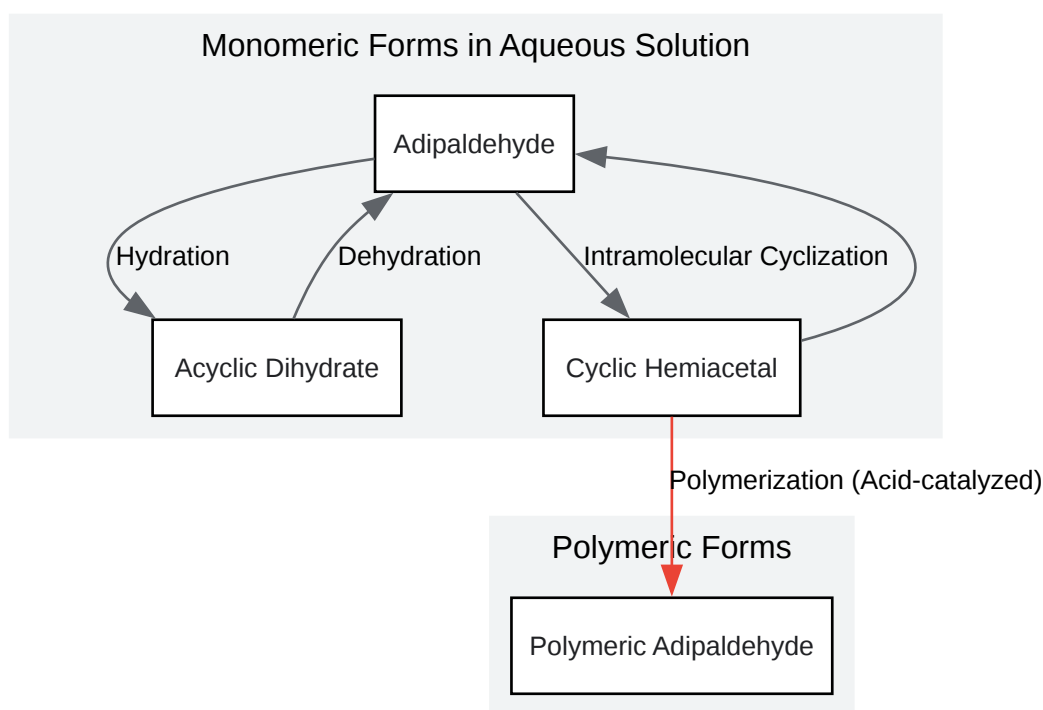 Monomeric Forms in Aqueous Solution
Adipaldehyde
Hydration
Dehydration
Intramolecular Cyclization
Acyclic Dihydrate
Cyclic Hemiacetal
Polymerization (Acid-catalyzed)
Polymeric Forms
Polymeric Adipaldehyde